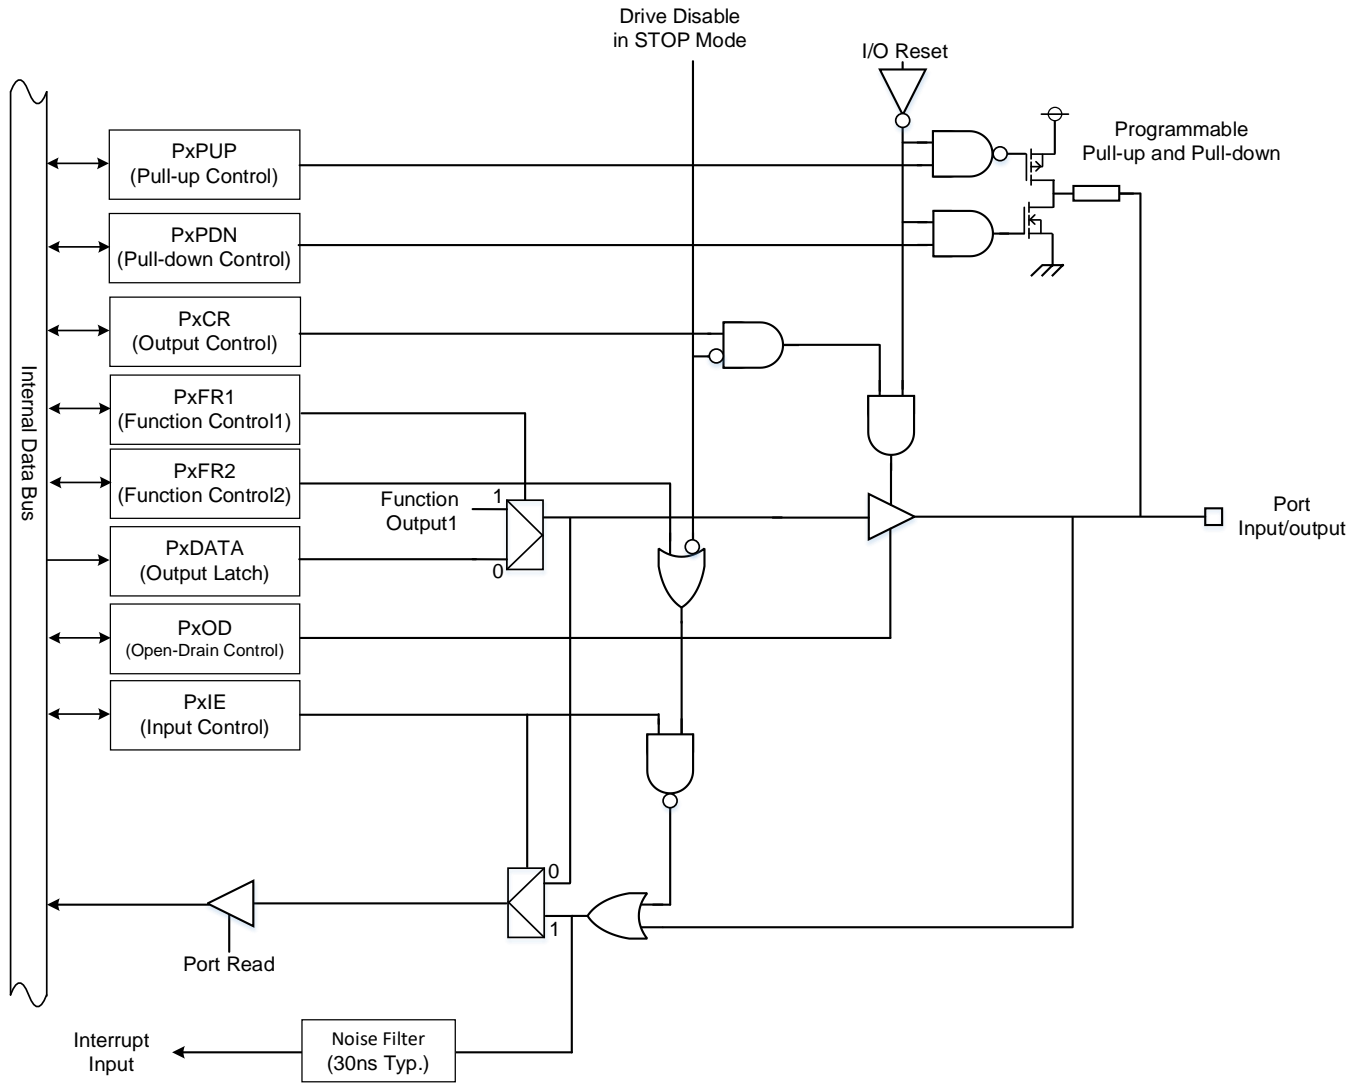 Drive Disable
in STOP Mode
I/O Reset
Programmable
Pull-up and Pull-down
PxPUP
(Pull-up Control)
PxPDN
(Pull-down Control)
PxCR
(Output Control)
PxFR1
(Function Control1)
PxFR2
(Function Control2)
PxDATA
(Output Latch)
PxOD
(Open-Drain Control)
PxIE
(Input Control)
Internal Data Bus
Function
Output1
1
0
Port
Input/output
0
1
Port Read
Noise Filter
(30ns Typ.)
Interrupt
Input